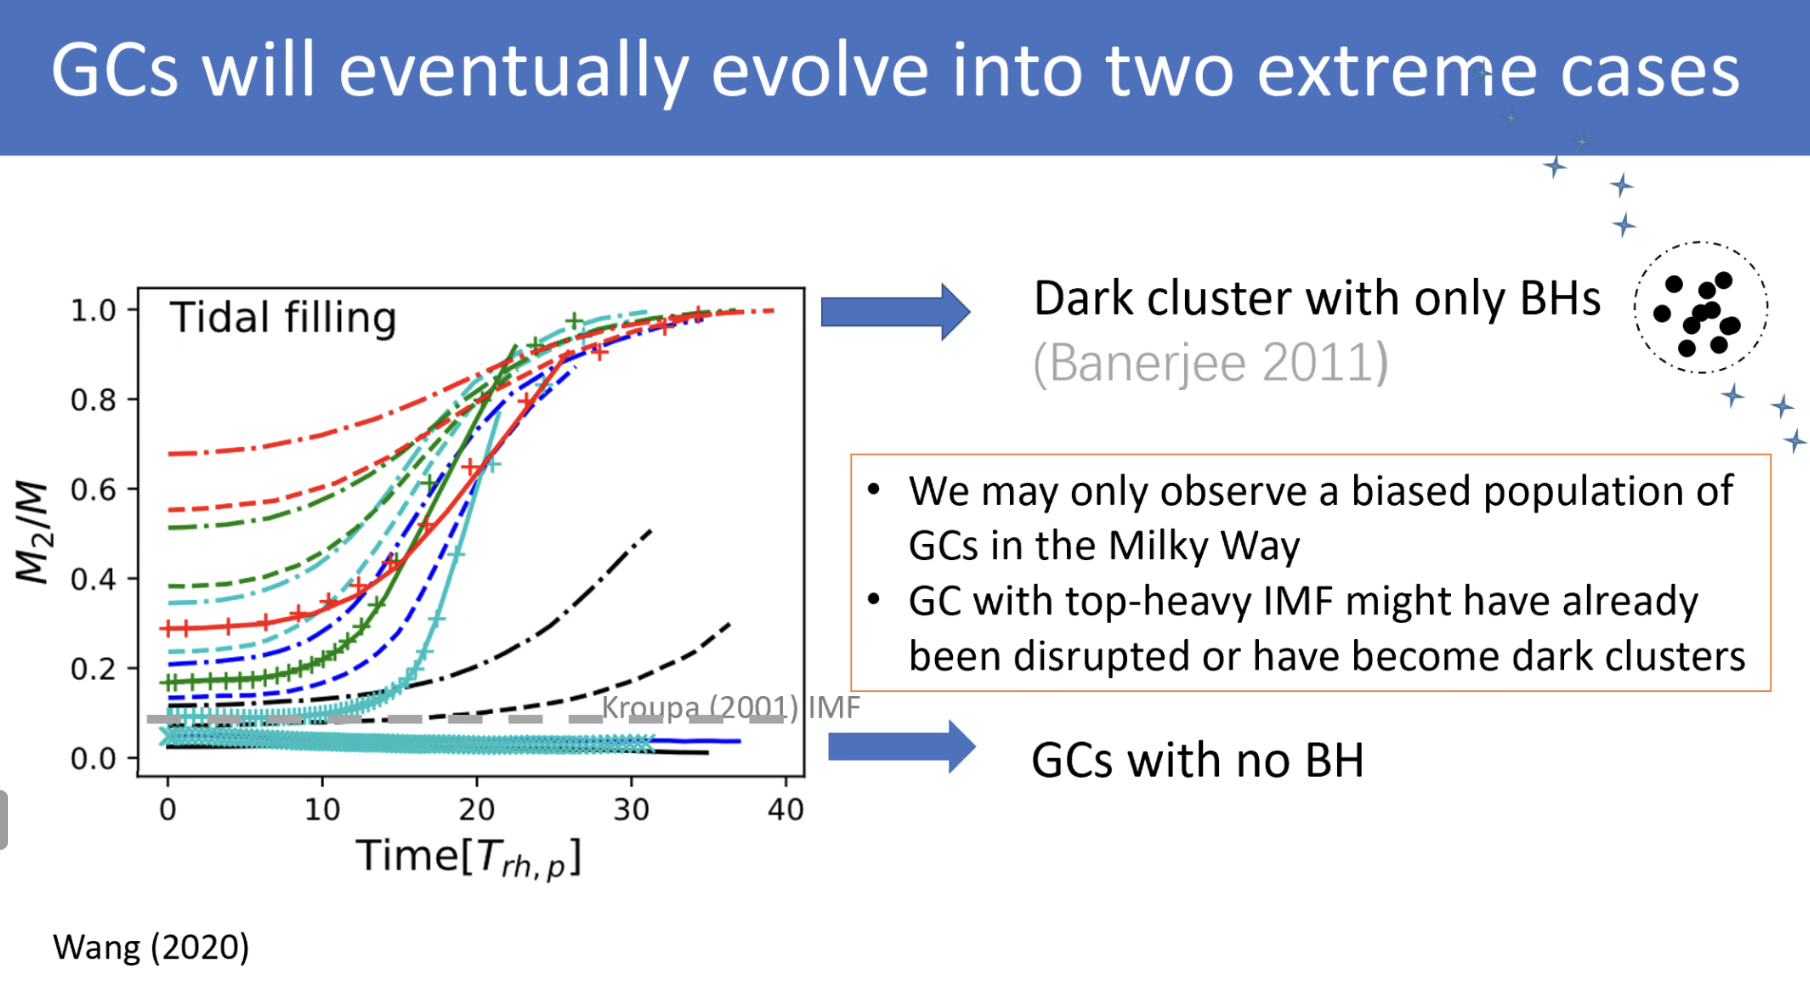 GCs will eventually evolve into two extreme cases
Tidal filling
1.0
0.8
0.6
0.4
0.2
0.0
M2/M
0 10 20 30 40
Time[Trh, p]
Kroupa (2001) IMF
Dark cluster with only BHs
(Banerjee 2011)
• We may only observe a biased population of
GCs in the Milky Way
• GC with top-heavy IMF might have already
been disrupted or have become dark clusters
GCs with no BH
Wang (2020)